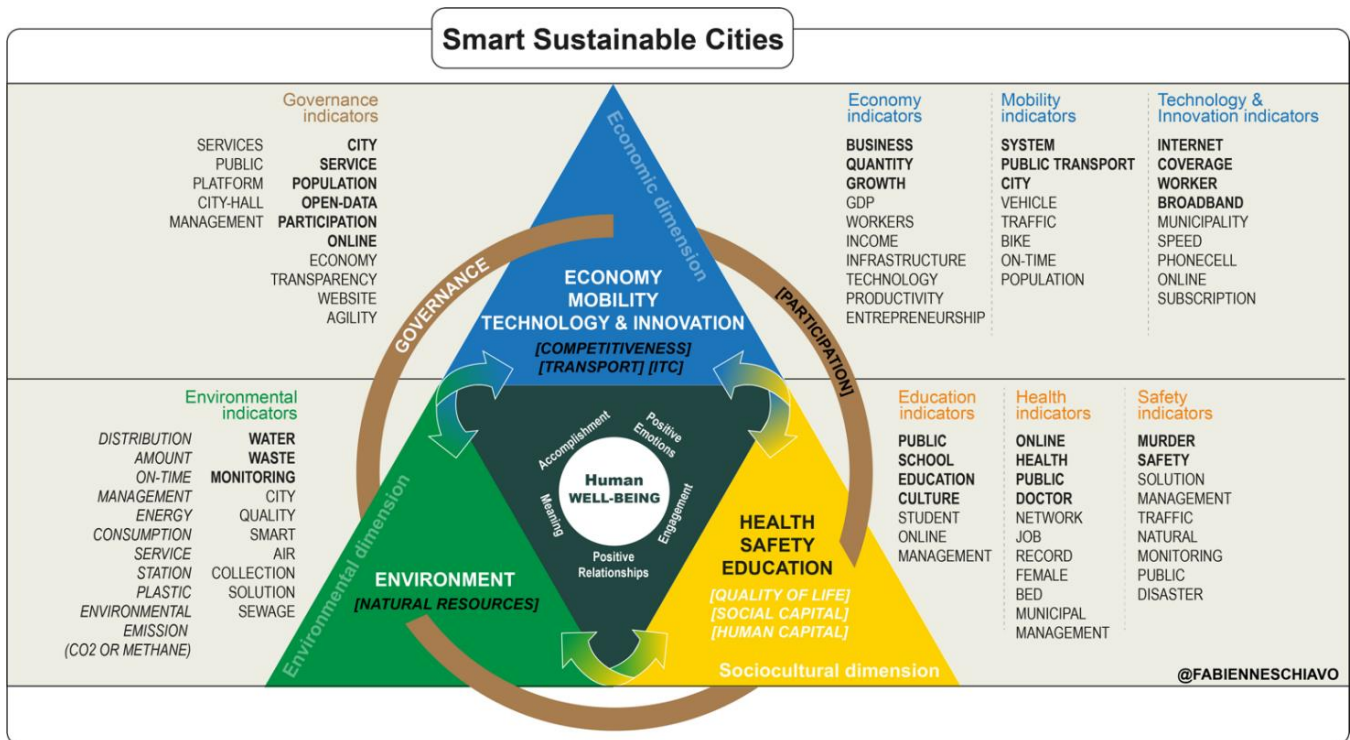 Smart Sustainable Cities
Governance
indicators
SERVICES
PUBLIC
PLATFORM
CITY-HALL
MANAGEMENT
CITY
SERVICE
POPULATION
OPEN-DATA
PARTICIPATION
ONLINE
ECONOMY
TRANSPARENCY
WEBSITE
AGILITY
Economic dimension
GOVERNANCE
[PARTICIPATION]
ECONOMY
MOBILITY
TECHNOLOGY & INNOVATION
[COMPETITIVENESS]
[TRANSPORT] [ITC]
Economy
indicators
BUSINESS
QUANTITY
GROWTH
GDP
WORKERS
INCOME
INFRASTRUCTURE
TECHNOLOGY
PRODUCTIVITY
ENTREPRENEURSHIP
Mobility
indicators
SYSTEM
PUBLIC TRANSPORT
CITY
VEHICLE
TRAFFIC
BIKE
ON-TIME
POPULATION
Technology &
Innovation indicators
INTERNET
COVERAGE
WORKER
BROADBAND
MUNICIPALITY
SPEED
PHONECELL
ONLINE
SUBSCRIPTION
Environmental
indicators
DISTRIBUTION
AMOUNT
ON-TIME
MANAGEMENT
ENERGY
CONSUMPTION
SERVICE
STATION
PLASTIC
ENVIRONMENTAL
EMISSION
(CO2 OR METHANE)
WATER
WASTE
MONITORING
CITY
QUALITY
SMART
AIR
COLLECTION
SOLUTION
SEWAGE
Environmental dimension
ENVIRONMENT
[NATURAL RESOURCES]
Accomplishment
Positive
Emotions
Human
WELL-BEING
Meaning
Engagement
Positive
Relationships
HEALTH
SAFETY
EDUCATION
[QUALITY OF LIFE]
[SOCIAL CAPITAL]
[HUMAN CAPITAL]
Sociocultural dimension
Education
indicators
PUBLIC
SCHOOL
EDUCATION
CULTURE
STUDENT
ONLINE
MANAGEMENT
Health
indicators
ONLINE
HEALTH
PUBLIC
DOCTOR
NETWORK
JOB
RECORD
FEMALE
BED
MUNICIPAL
MANAGEMENT
Safety
indicators
MURDER
SAFETY
SOLUTION
MANAGEMENT
TRAFFIC
NATURAL
MONITORING
PUBLIC
DISASTER
@FABIENNESCHIAVO